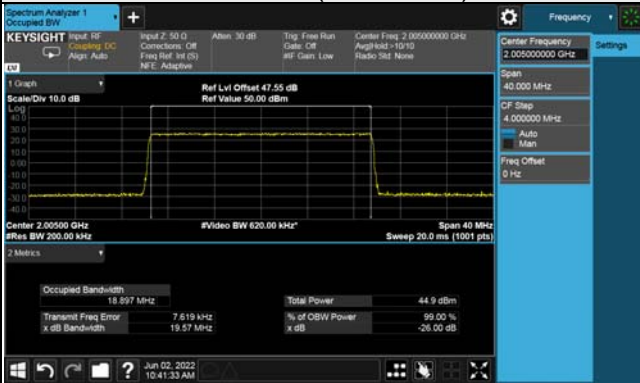 Spectrum Analyzer 1
Occupied BW
+
Frequency
KEYSIGHT
Input: RF
Coupling: DC
Align: Auto
Input Z: 50 Ω
Corrections: Off
Freq Ref: Int (S)
NFE: Adaptive
Atten: 30 dB
Trig: Free Run
Gate: Off
#IF Gain: Low
Center Freq: 2.005000000 GHz
Avg|Hold:>10/10
Radio Std: None
Center Frequency
2.005000000 GHz
Settings
Span
40.000 MHz
CF Step
4.000000 MHz
Auto
Man
Freq Offset
0 Hz
1 Graph
Scale/Div 10.0 dB
Ref Lvl Offset 47.55 dB
Ref Value 50.00 dBm
Log
40.0
30.0
20.0
10.0
0.00
-10.0
-20.0
-30.0
-40.0
Center 2.00500 GHz
#Res BW 200.00 kHz
#Video BW 620.00 kHz*
Span 40 MHz
Sweep 20.0 ms (1001 pts)
2 Metrics
Occupied Bandwidth
18.897 MHz
Total Power 44.9 dBm
Transmit Freq Error 7.619 kHz
% of OBW Power 99.00 %
x dB Bandwidth 19.57 MHz
x dB -26.00 dB
?
Jun 02, 2022
10:41:33 AM